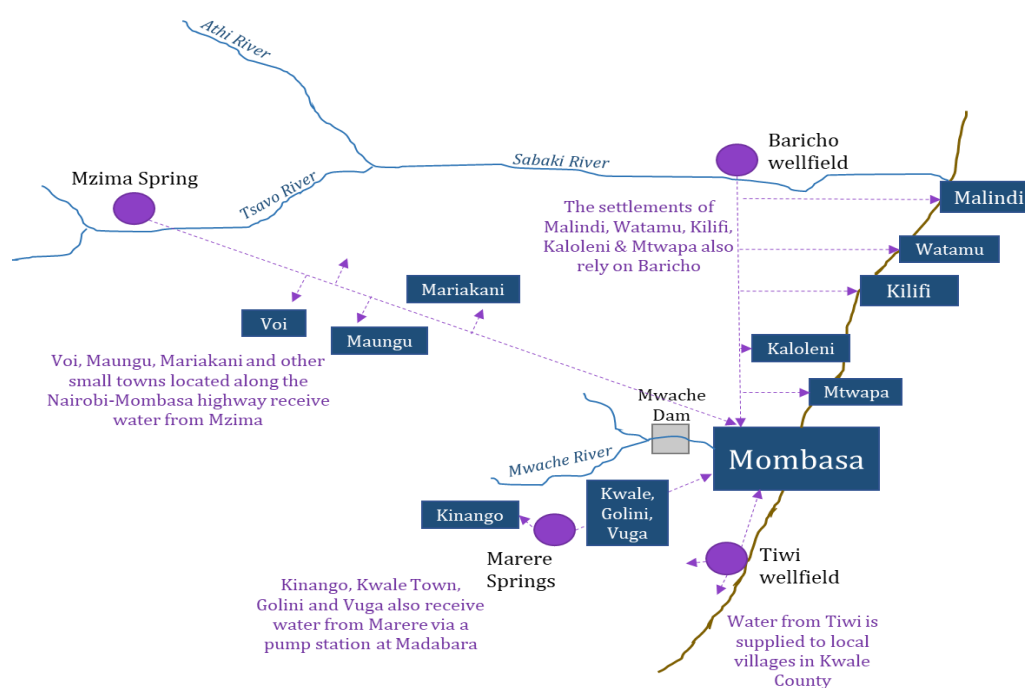 Athi River
Baricho
wellfield
Sabaki River
Mzima Spring
Tsavo River
Malindi
The settlements of
Malindi, Watamu, Kilifi,
Kaloleni & Mtwapa also
rely on Baricho
Watamu
Mariakani
Kilifi
Voi
Maungu
Kaloleni
Voi, Maungu, Mariakani and other
small towns located along the
Nairobi-Mombasa highway receive
water from Mzima
Mtwapa
Mwache
Dam
Mombasa
Mwache River
Kwale,
Golini,
Vuga
Kinango
Marere
Springs
Tiwi
wellfield
Kinango, Kwale Town,
Golini and Vuga also receive
water from Marere via a
pump station at Madabara
Water from Tiwi is
supplied to local
villages in Kwale
County